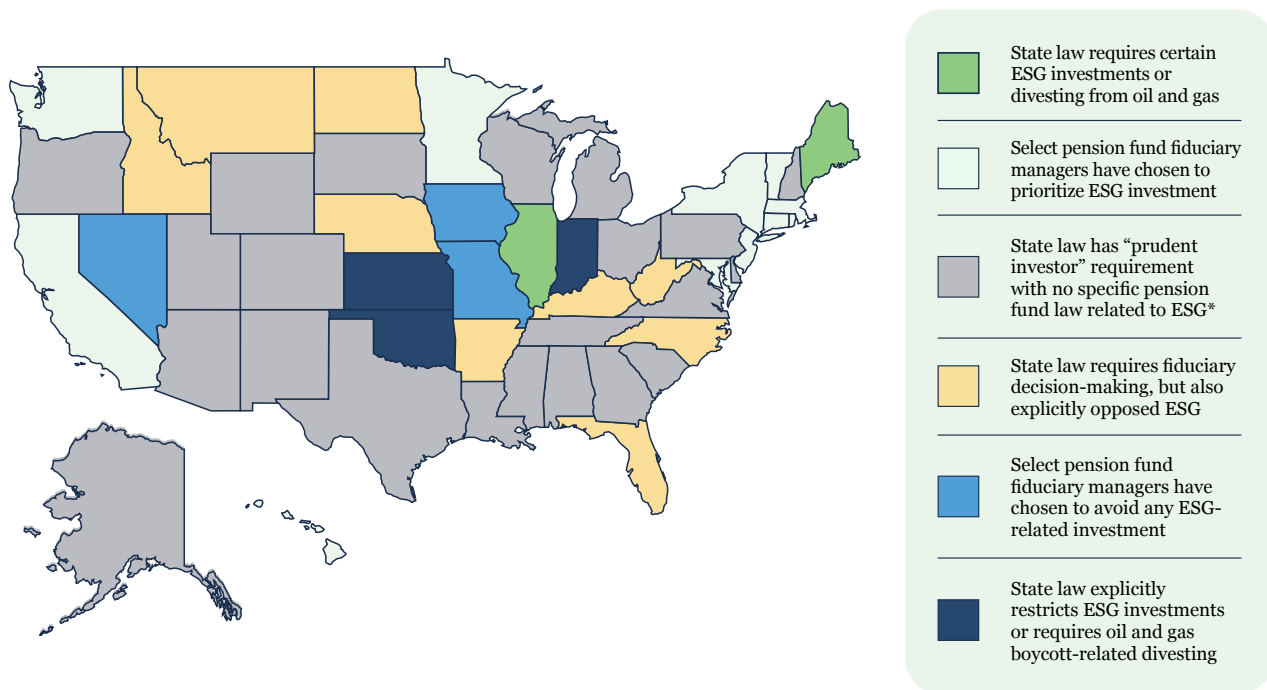 State law requires certain
ESG investments or
divesting from oil and gas
Select pension fund fiduciary
managers have chosen to
prioritize ESG investment
State law has “prudent
investor” requirement
with no specific pension
fund law related to ESG*
State law requires fiduciary
decision-making, but also
explicitly opposed ESG
Select pension fund
fiduciary managers have
chosen to avoid any ESG-
related investment
State law explicitly
restricts ESG investments
or requires oil and gas
boycott-related divesting